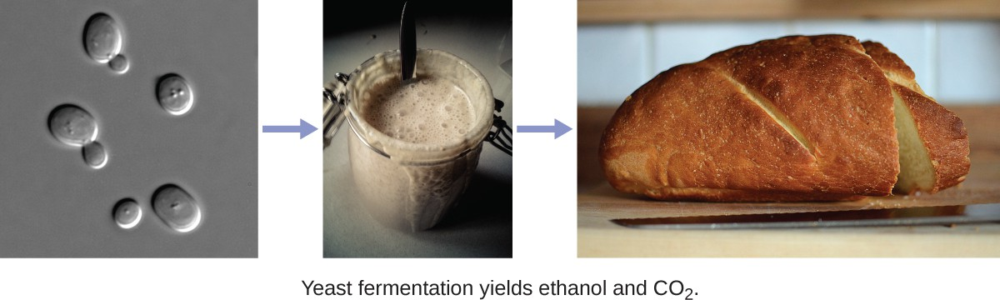 Yeast fermentation yields ethanol and CO₂.